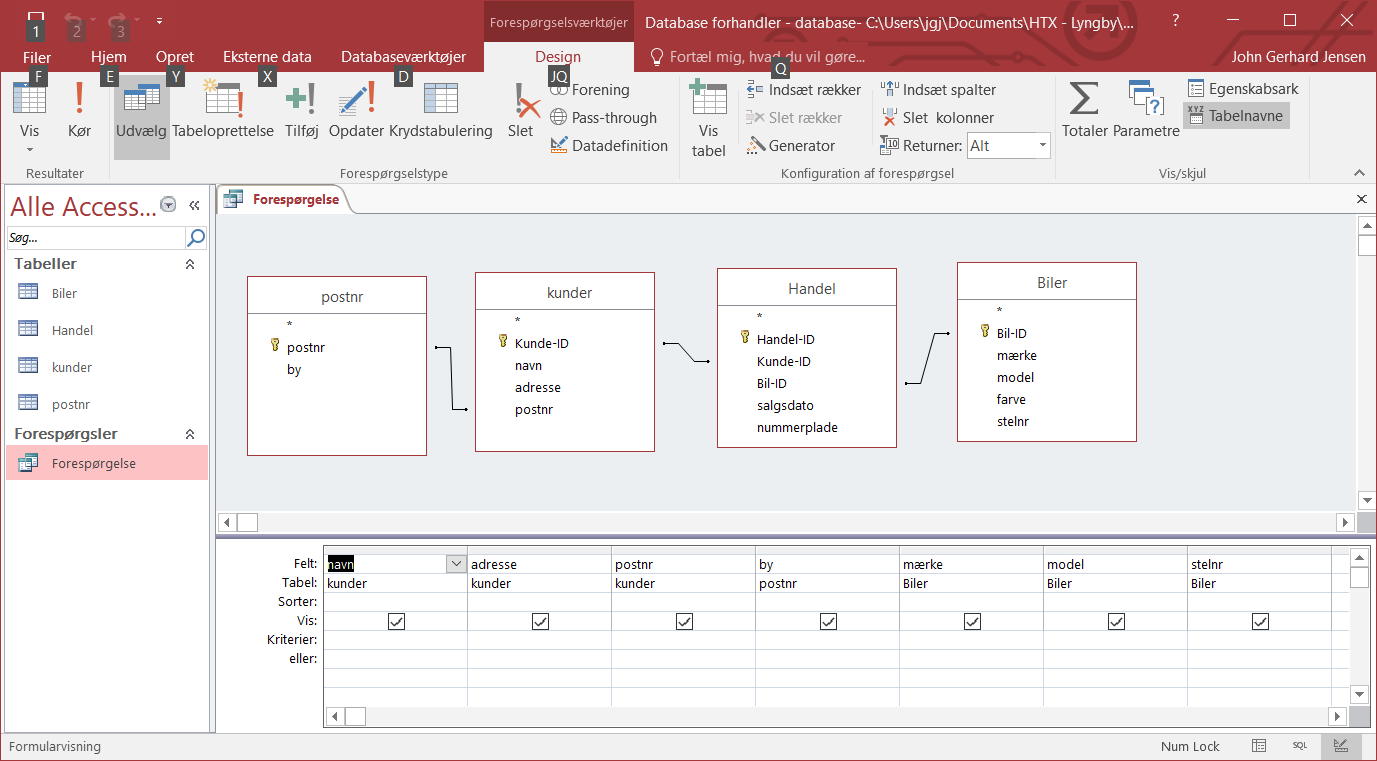 Forespørgselsværktøjer
Database forhandler - database- C:\Users\jgj\Documents\HTX - Lyngby\...
?
1 2 3
Filer Hjem Opret Eksterne data Databaseværktøjer Design Fortæl mig, hvad du vil gøre... John Gerhard Jensen
F E Y X D JQ Q
Vis
Kør
Resultater
Udvælg
Tabeloprettelse
Tilføj
Opdater
Krydstabulering
Slet
Forening
Pass-through
Datadefinition
Forespørgselstype
Vis
tabel
Indsæt rækker
Slet rækker
Generator
Indsæt spalter
Slet kolonner
Returner: Alt
Konfiguration af forespørgsel
XYZ
Totaler
Parametre
Egenskabsark
Tabelnavne
Vis/skjul
Alle Access...
Søg...
Tabeller
Biler
Handel
kunder
postnr
Forespørgsler
Forespørgelse
Forespørgelse
postnr
*
postnr
by
kunder
*
Kunde-ID
navn
adresse
postnr
Handel
*
Handel-ID
Kunde-ID
Bil-ID
salgsdato
nummerplade
Biler
*
Bil-ID
mærke
model
farve
stelnr
Felt: navn adresse postnr by mærke model stelnr
Tabel: kunder kunder kunder postnr Biler Biler Biler
Sorter:
Vis:
Kriterier:
eller:
Formularvisning Num Lock SQL